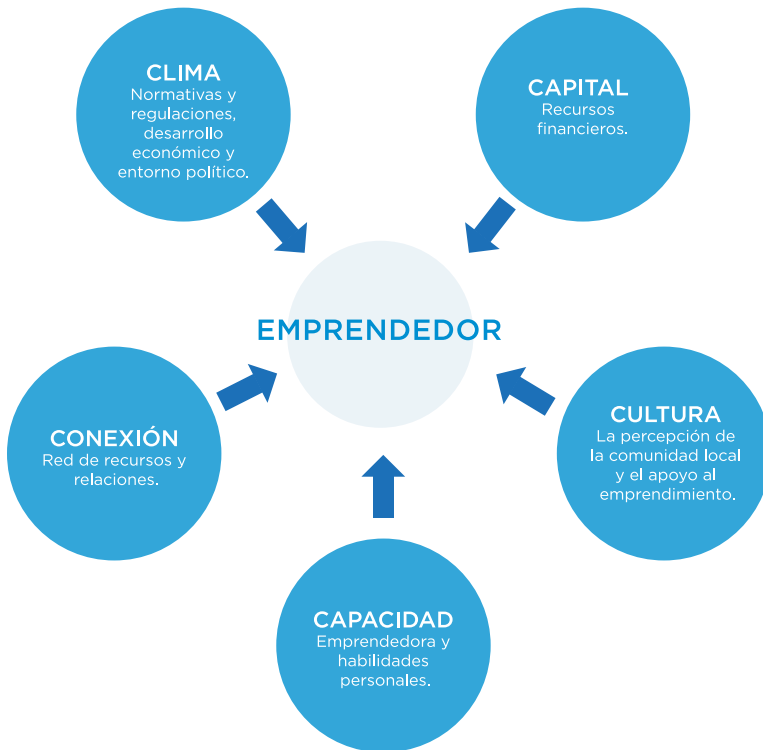 CLIMA
Normativas y
regulaciones,
desarrollo
económico y
entorno político.
CAPITAL
Recursos
financieros.
EMPRENDEDOR
CONEXIÓN
Red de recursos y
relaciones.
CULTURA
La percepción de
la comunidad local
y el apoyo al
emprendimiento.
CAPACIDAD
Emprendedora y
habilidades
personales.